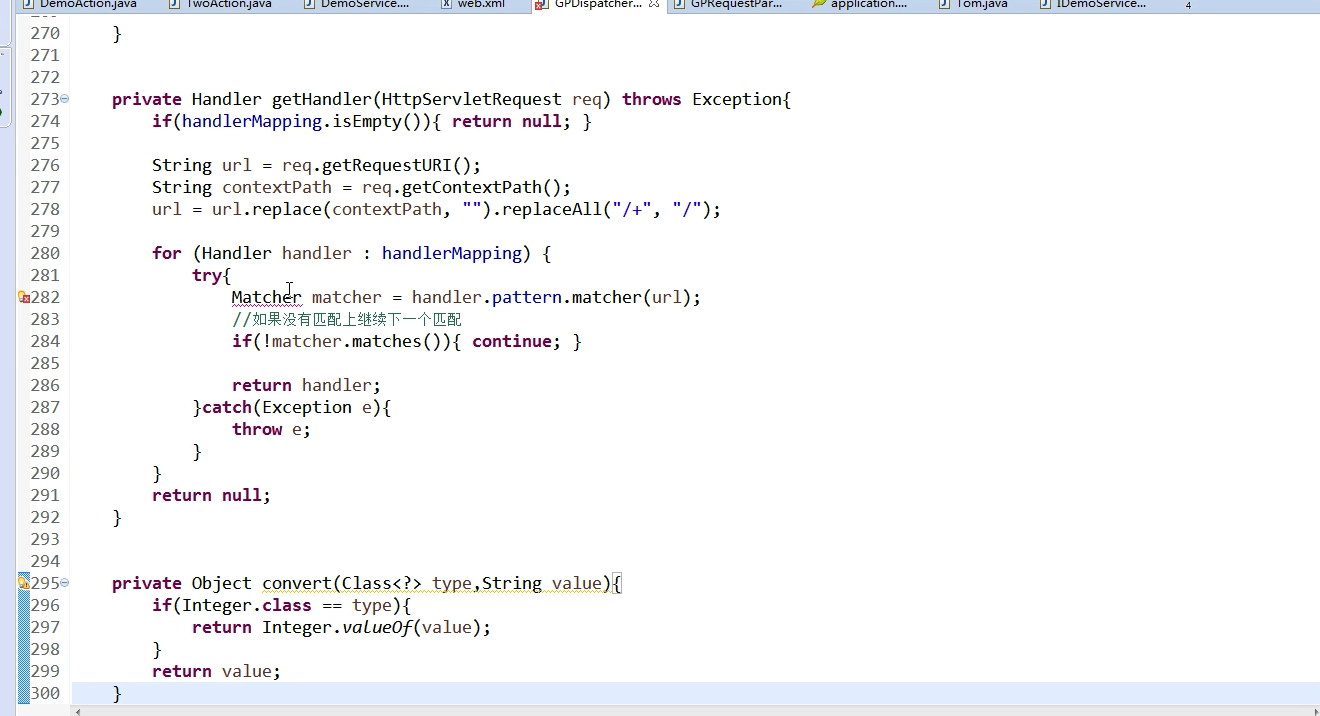 DemoAction.java TwoAction.java DemoService.... web.xml GPDispatcher... GPRequestPar... application.... Tom.java IDemoService... 4
270 }
271
272
273 private Handler getHandler(HttpServletRequest req) throws Exception{
274 if(handlerMapping.isEmpty()){ return null; }
275
276 String url = req.getRequestURI();
277 String contextPath = req.getContextPath();
278 url = url.replace(contextPath, "").replaceAll("/+", "/");
279
280 for (Handler handler : handlerMapping) {
281 try{
282 Matcher matcher = handler.pattern.matcher(url);
283 //如果没有匹配上继续下一个匹配
284 if(!matcher.matches()){ continue; }
285
286 return handler;
287 }catch(Exception e){
288 throw e;
289 }
290 }
291 return null;
292 }
293
294
295 private Object convert(Class<?> type,String value){
296 if(Integer.class == type){
297 return Integer.valueOf(value);
298 }
299 return value;
300 }